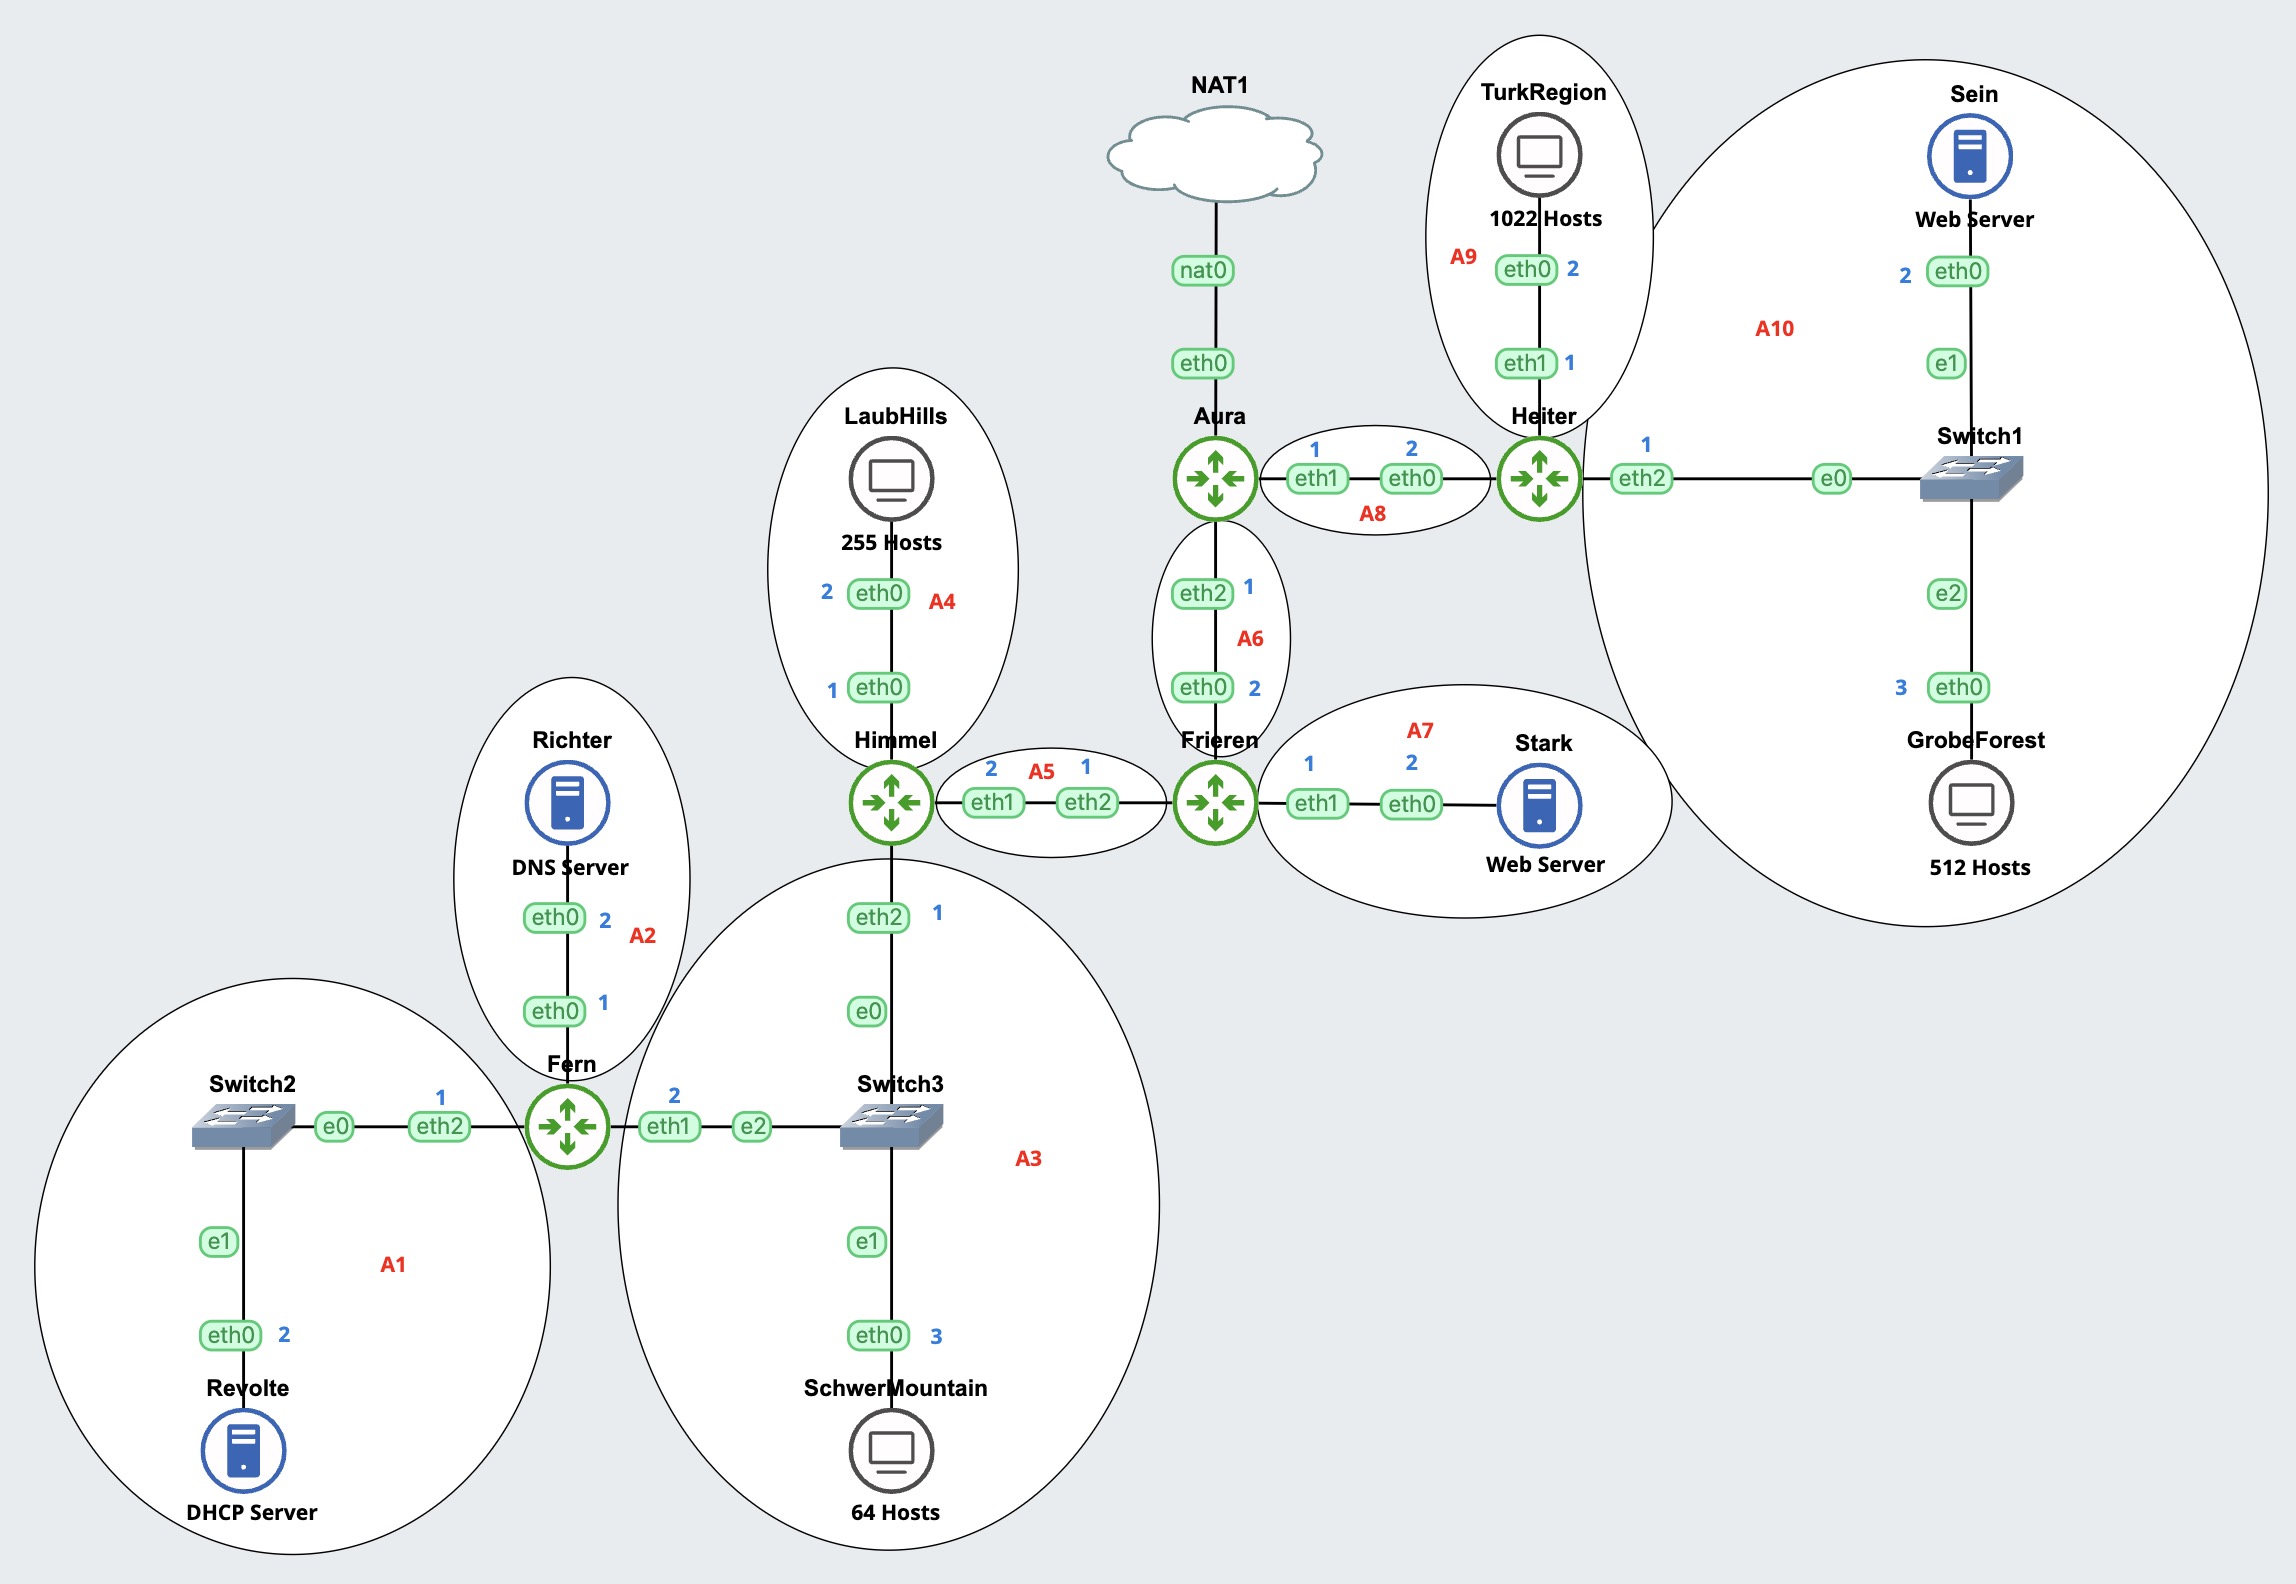 NAT1
nat0
eth0
Aura
TurkRegion
1022 Hosts
A9
eth0 2
eth1 1
Heiter
Sein
Web Server
2 eth0
A10
e1
Switch1
1
eth2
e0
e2
3 eth0
GrobeForest
512 Hosts
1 2
eth1 eth0
A8
LaubHills
255 Hosts
2 eth0 A4
1 eth0
Himmel
eth2 1
A6
eth0 2
Frieren
2 A5 1
eth1 eth2
A7
1 2
eth1 eth0
Stark
Web Server
Richter
DNS Server
eth0 2 A2
eth0 1
Fern
eth2 1
e0
Switch3
2
eth1 e2
A3
e1
eth0 3
SchwerMountain
64 Hosts
Switch2
1
e0 eth2
e1
A1
eth0 2
Revolte
DHCP Server